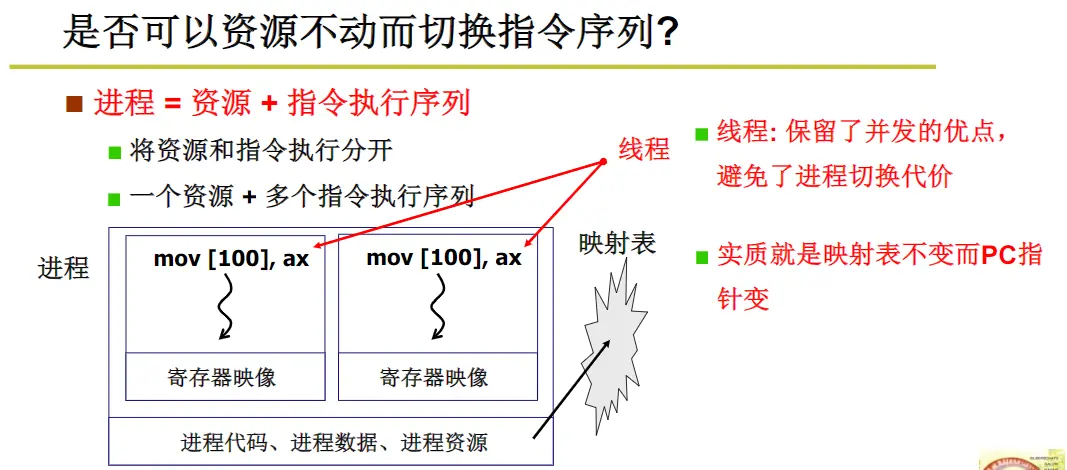 是否可以资源不动而切换指令序列?
进程 = 资源 + 指令执行序列
将资源和指令执行分开
一个资源 + 多个指令执行序列
线程
线程: 保留了并发的优点,
避免了进程切换代价
实质就是映射表不变而PC指
针变
进程
mov [100], ax
mov [100], ax
映射表
寄存器映像
寄存器映像
进程代码、进程数据、进程资源